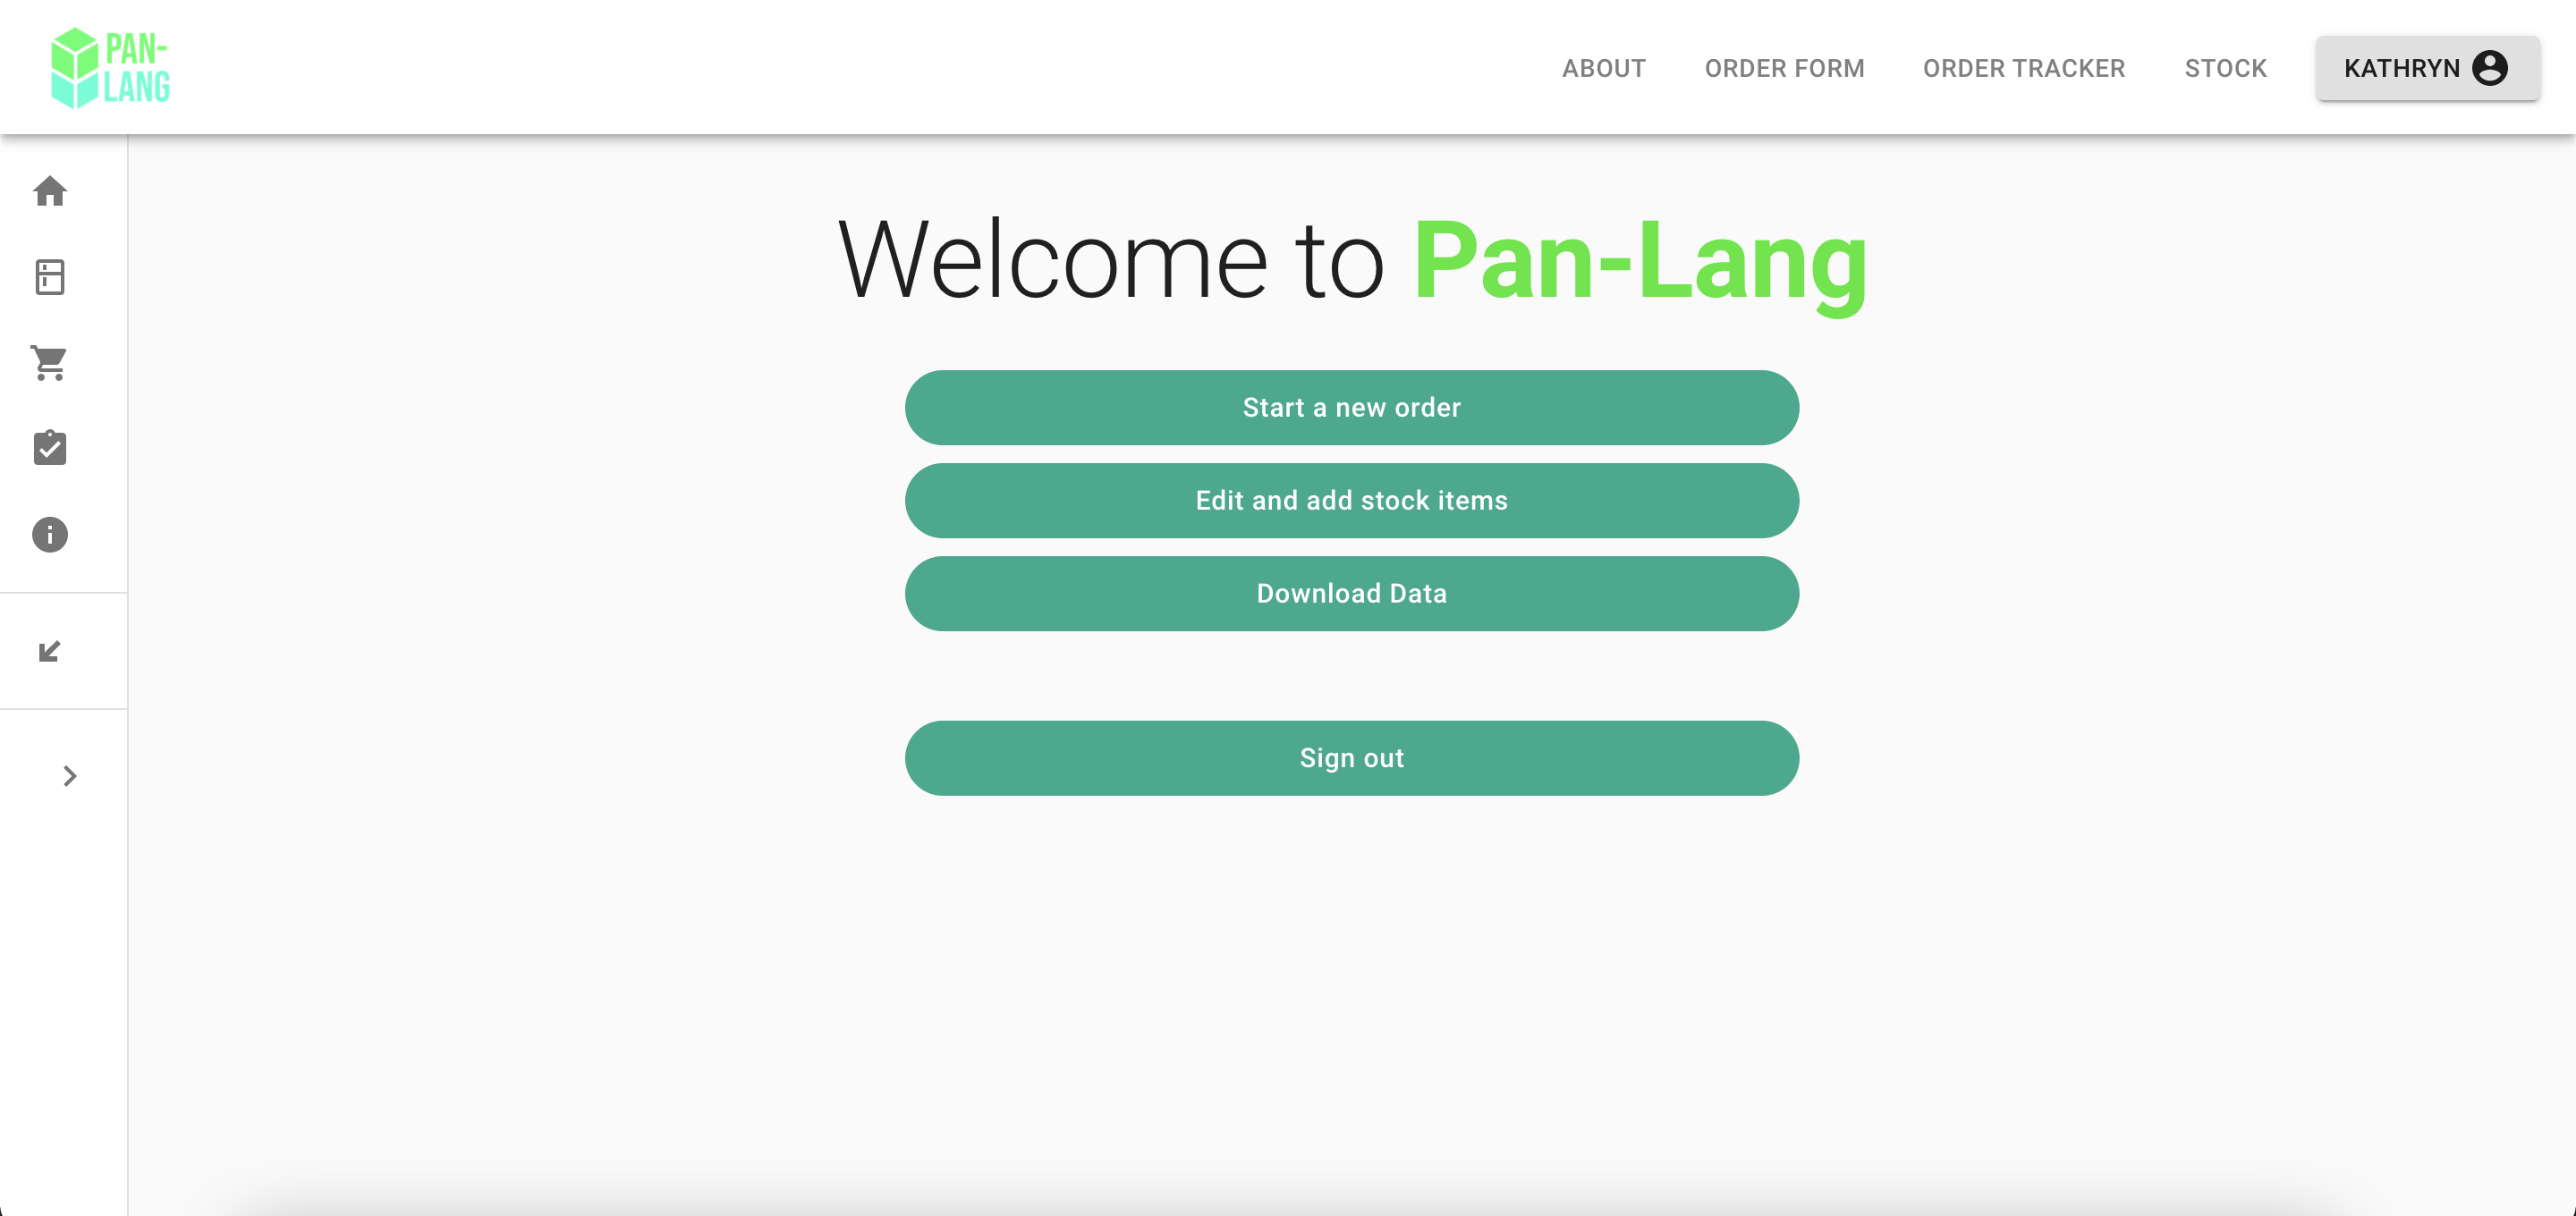 PAN-
LANG
ABOUT
ORDER FORM
ORDER TRACKER
STOCK
KATHRYN
Welcome to Pan-Lang
Start a new order
Edit and add stock items
Download Data
Sign out